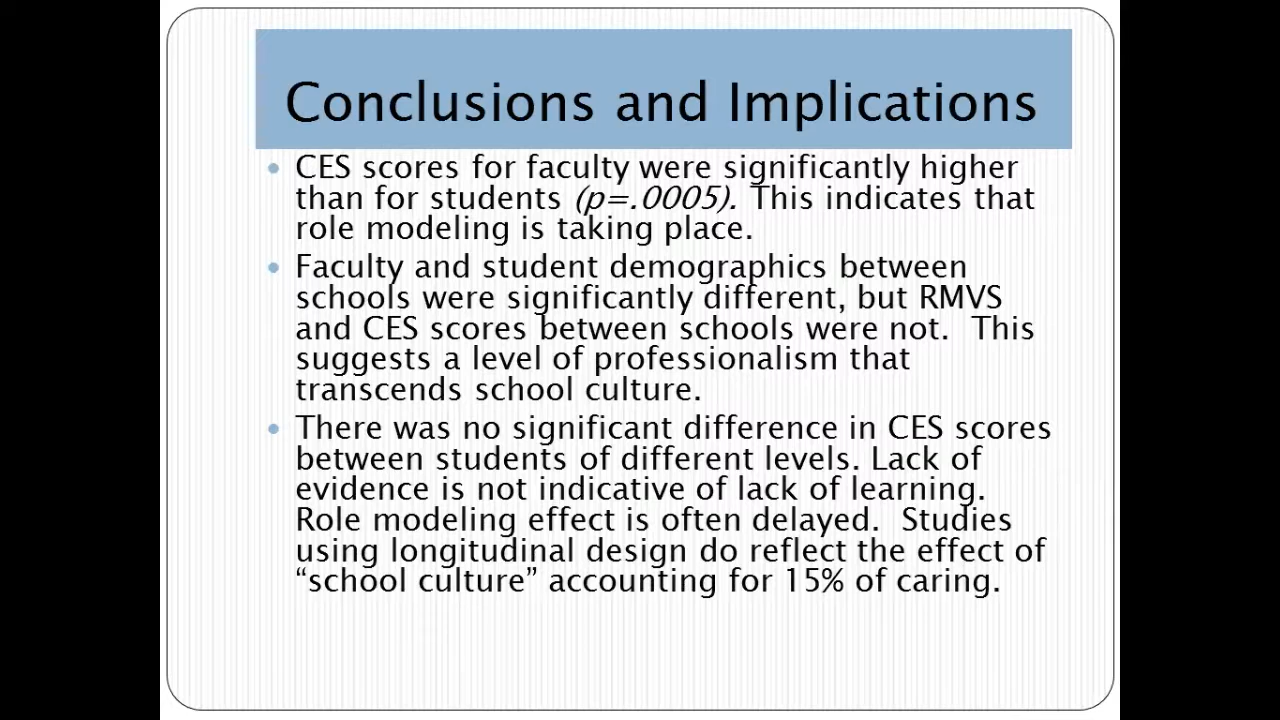 Conclusions and Implications
• CES scores for faculty were significantly higher
than for students (p=.0005). This indicates that
role modeling is taking place.
• Faculty and student demographics between
schools were significantly different, but RMVS
and CES scores between schools were not.  This
suggests a level of professionalism that
transcends school culture.
• There was no significant difference in CES scores
between students of different levels. Lack of
evidence is not indicative of lack of learning.
Role modeling effect is often delayed.  Studies
using longitudinal design do reflect the effect of
“school culture” accounting for 15% of caring.